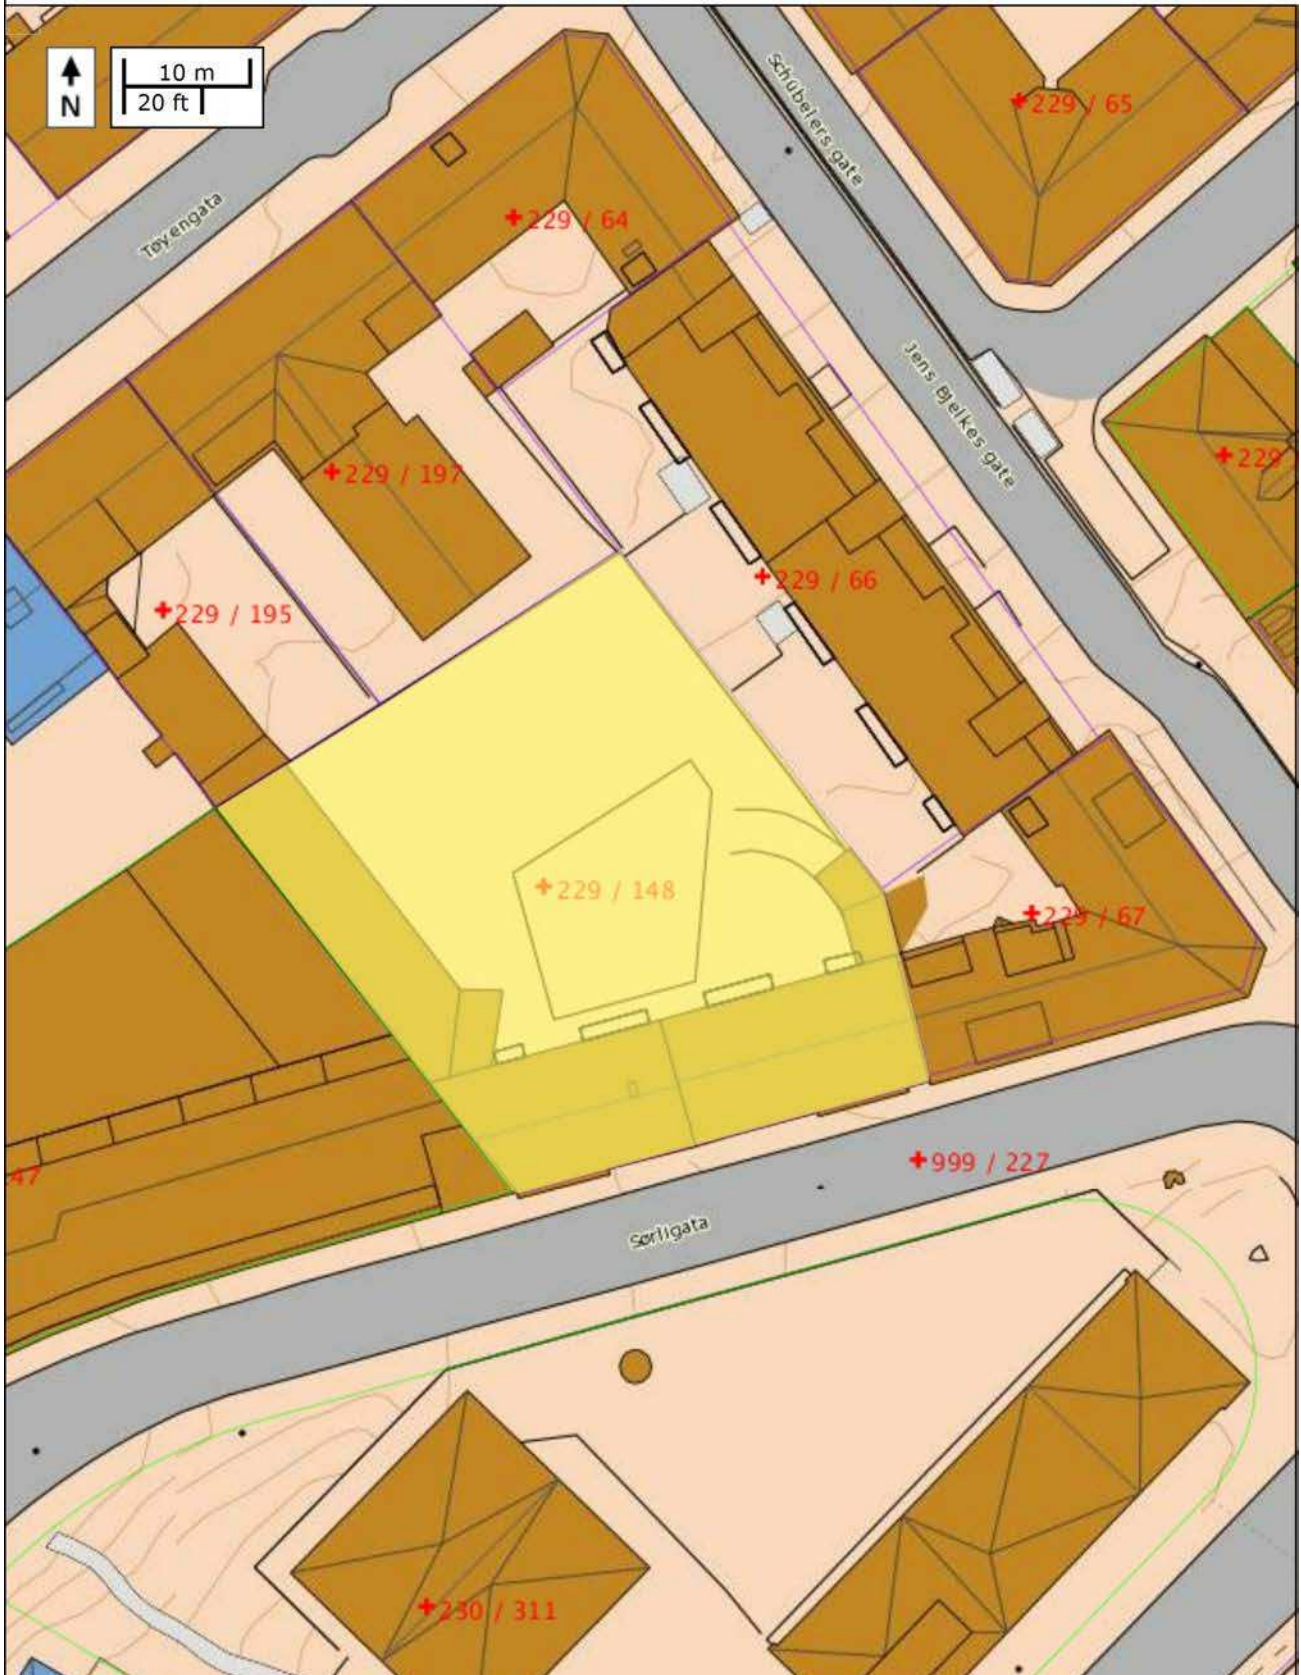 10 m
20 ft
N
Schübelers gate
229 / 65
Tøyengata
229 / 64
Jens Bjelkes gate
229 / 197
229
229 / 66
229 / 195
229 / 148
229 / 67
999 / 227
47
Sørligata
230 / 311